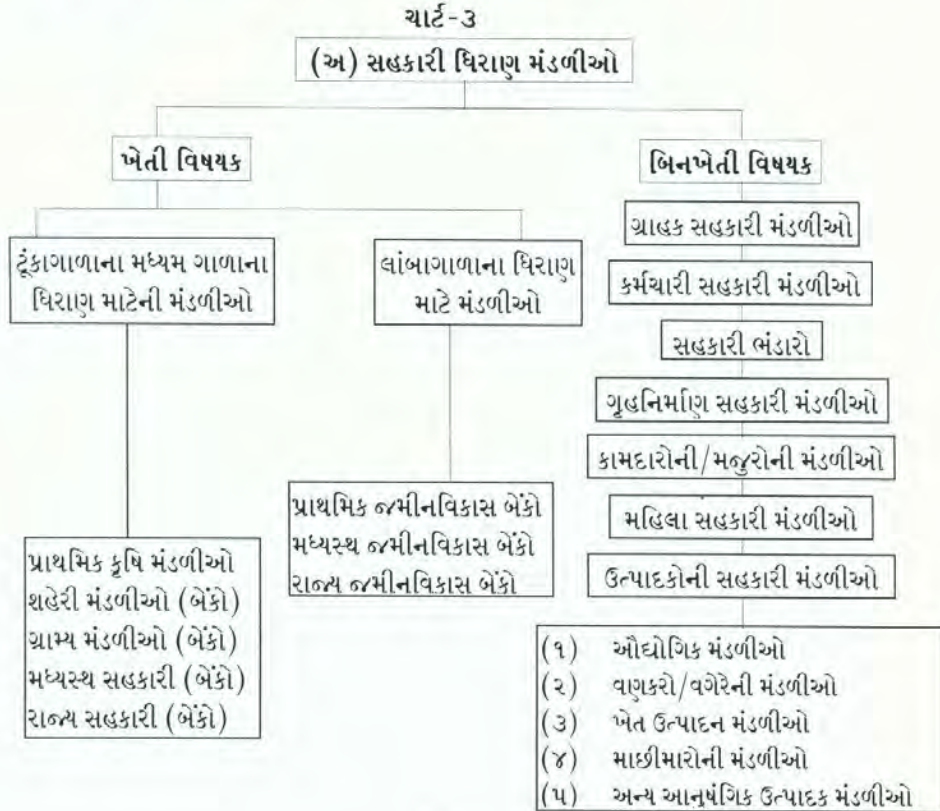 ચાર્ટ-૩
(અ) સહકારી ધિરાણ મંડળીઓ
ખેતી વિષયક
ટૂંકાગાળાના મધ્યમ ગાળાના
ધિરાણ માટેની મંડળીઓ
પ્રાથમિક કૃષિ મંડળીઓ
શહેરી મંડળીઓ (બેંકો)
ગ્રામ્ય મંડળીઓ (બેંકો)
મધ્યસ્થ સહકારી (બેંકો)
રાજ્ય સહકારી (બેંકો)
લાંબાગાળાના ધિરાણ
માટે મંડળીઓ
પ્રાથમિક જમીનવિકાસ બેંકો
મધ્યસ્થ જમીનવિકાસ બેંકો
રાજ્ય જમીનવિકાસ બેંકો
બિનખેતી વિષયક
ગ્રાહક સહકારી મંડળીઓ
કર્મચારી સહકારી મંડળીઓ
સહકારી ભંડારો
ગૃહનિર્માણ સહકારી મંડળીઓ
કામદારોની/મજુરોની મંડળીઓ
મહિલા સહકારી મંડળીઓ
ઉત્પાદકોની સહકારી મંડળીઓ
(૧) ઔદ્યોગિક મંડળીઓ
(૨) વણકરો/વગેરેની મંડળીઓ
(૩) ખેત ઉત્પાદન મંડળીઓ
(૪) માછીમારોની મંડળીઓ
(૫) અન્ય આનુષંગિક ઉત્પાદક મંડળીઓ